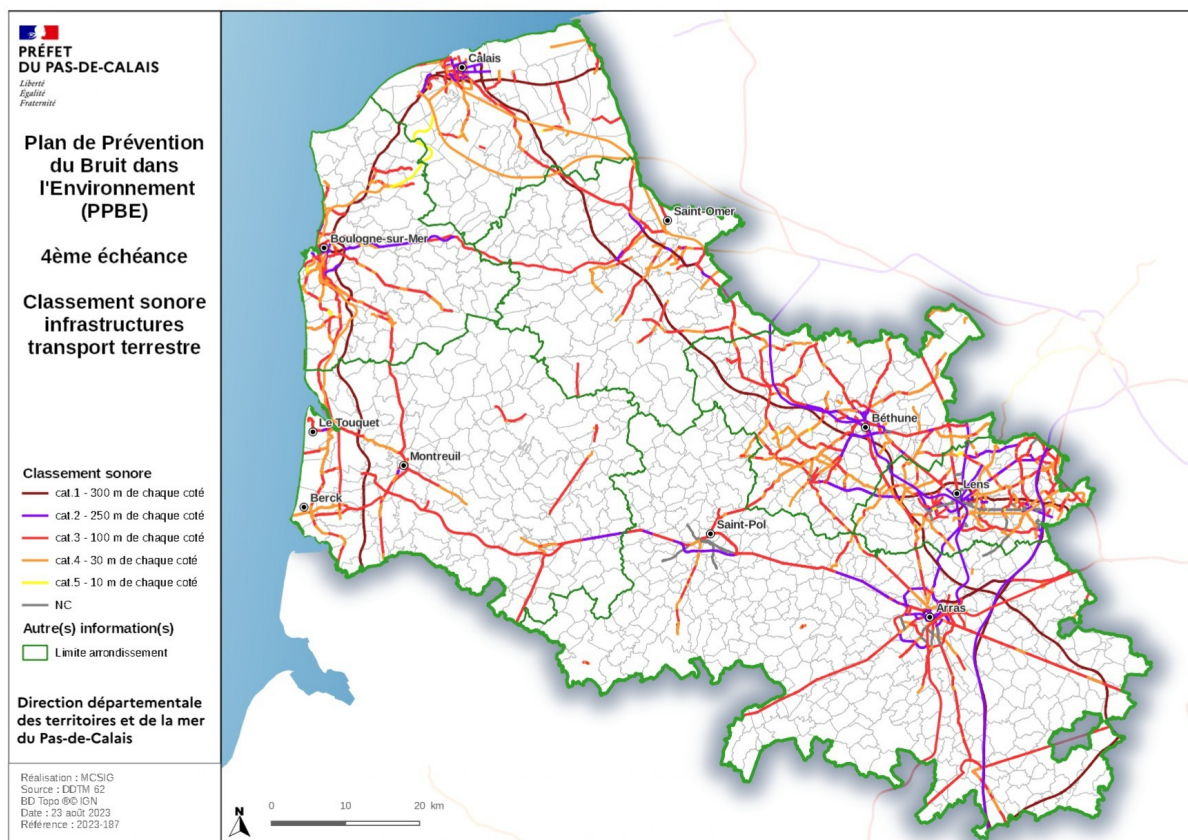 PRÉFET
DU PAS-DE-CALAIS
Liberté
Égalité
Fraternité
Plan de Prévention
du Bruit dans
l'Environnement
(PPBE)
4ème échéance
Classement sonore
infrastructures
transport terrestre
Classement sonore
cat.1 - 300 m de chaque coté
cat.2 - 250 m de chaque coté
cat.3 - 100 m de chaque coté
cat.4 - 30 m de chaque coté
cat.5 - 10 m de chaque coté
NC
Autre(s) information(s)
Limite arrondissement
Direction départementale
des territoires et de la mer
du Pas-de-Calais
Réalisation : MCSIG
Source : DDTM 62
BD Topo ®© IGN
Date : 23 août 2023
Référence : 2023-187
Calais
Saint-Omer
Boulogne-sur-Mer
Le Touquet
Béthune
Montreuil
Lens
Berck
Saint-Pol
Arras
N
0 10 20 km